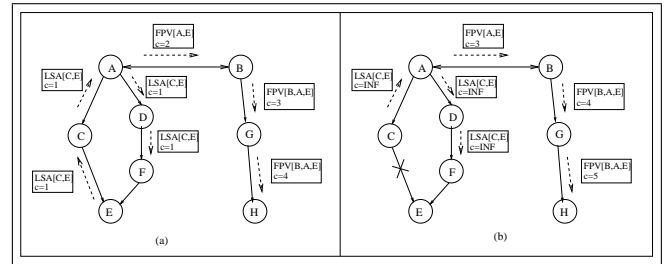 FPV[A,E]
c=2
A
B
LSA[C,E]
c=1
LSA[C,E]
c=1
FPV[B,A,E]
c=3
D
C
G
LSA[C,E]
c=1
F
LSA[C,E]
c=1
FPV[B,A,E]
c=4
E
H
(a)
FPV[A,E]
c=3
A
B
LSA[C,E]
c=INF
LSA[C,E]
c=INF
FPV[B,A,E]
c=4
D
C
G
LSA[C,E]
c=INF
F
FPV[B,A,E]
c=5
E
H
(b)